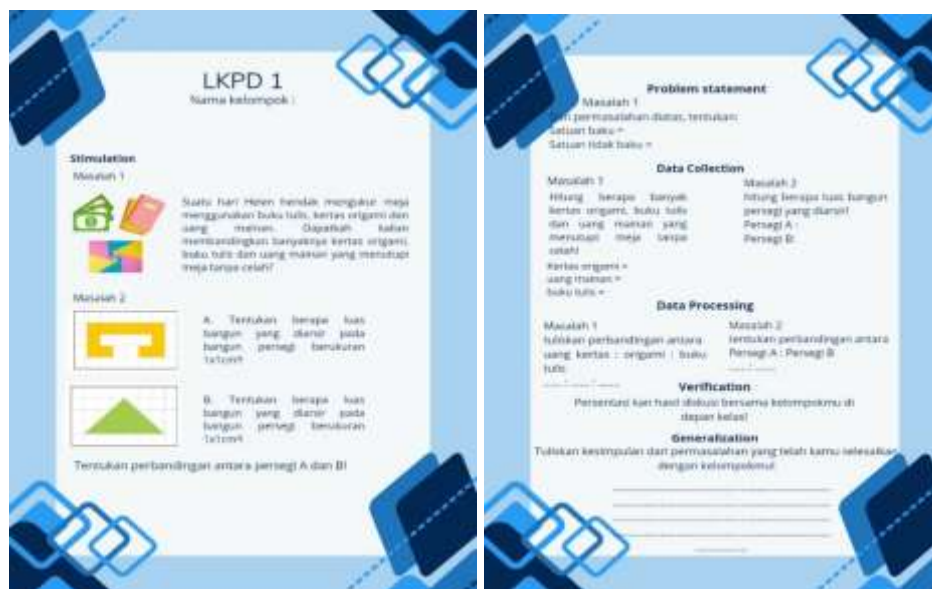 LKPD 1
Nama kelompok :
Stimulation
Masalah 1
Suatu hari Helen hendak mengukur meja
menggunakan buku tulis, kertas origami dan
uang mainan. Dapatkah kalian
membandingkan banyaknya kertas origami,
buku tulis dan uang mainan yang menutupi
meja tanpa celah?
Masalah 2
A. Tentukan berapa luas
bangun yang diarsir pada
bangun persegi berukuran
1x1cm!
B. Tentukan berapa luas
bangun yang diarsir pada
bangun persegi berukuran
1x1cm!
Tentukan perbandingan antara persegi A dan B!
Problem statement
Masalah 1
permasalahan diatas, tentukan:
Satuan baku =
Satuan tidak baku =
Data Collection
Masalah 1
Hitung berapa banyak
kertas origami, buku tulis
dan uang mainan yang
menutupi meja tanpa
celah!
Kertas origami =
uang mainan =
buku tulis =
Masalah 2
hitung berapa luas bangun
persegi yang diarsir!
Persegi A :
Persegi B:
Data Processing
Masalah 1
tuliskan perbandingan antara
uang kertas : origami : buku
tulis
____ : ____ : ____
Masalah 2
tentukan perbandingan antara
Persegi A : Persegi B
____ : ____
Verification
Persentasi kan hasil diskusi bersama kelompokmu di
depan kelas!
Generalization
Tuliskan kesimpulan dari permasalahan yang telah kamu selesaikan
dengan kelompokmu!